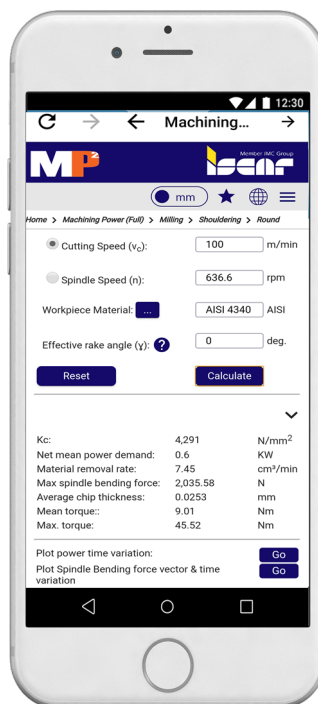 12:30
Machining...
MP²
Member IMC Group
iscar
mm
Home > Machining Power (Full) > Milling > Shouldering > Round
Cutting Speed (vc): 100 m/min
Spindle Speed (n): 636.6 rpm
Workpiece Material: ... AISI 4340 AISI
Effective rake angle (γ): ? 0 deg.
Reset Calculate
Kc: 4,291 N/mm²
Net mean power demand: 0.6 KW
Material removal rate: 7.45 cm³/min
Max spindle bending force: 2,035.58 N
Average chip thickness: 0.0253 mm
Mean torque:: 9.01 Nm
Max. torque: 45.52 Nm
Plot power time variation: Go
Plot Spindle Bending force vector & time Go
variation